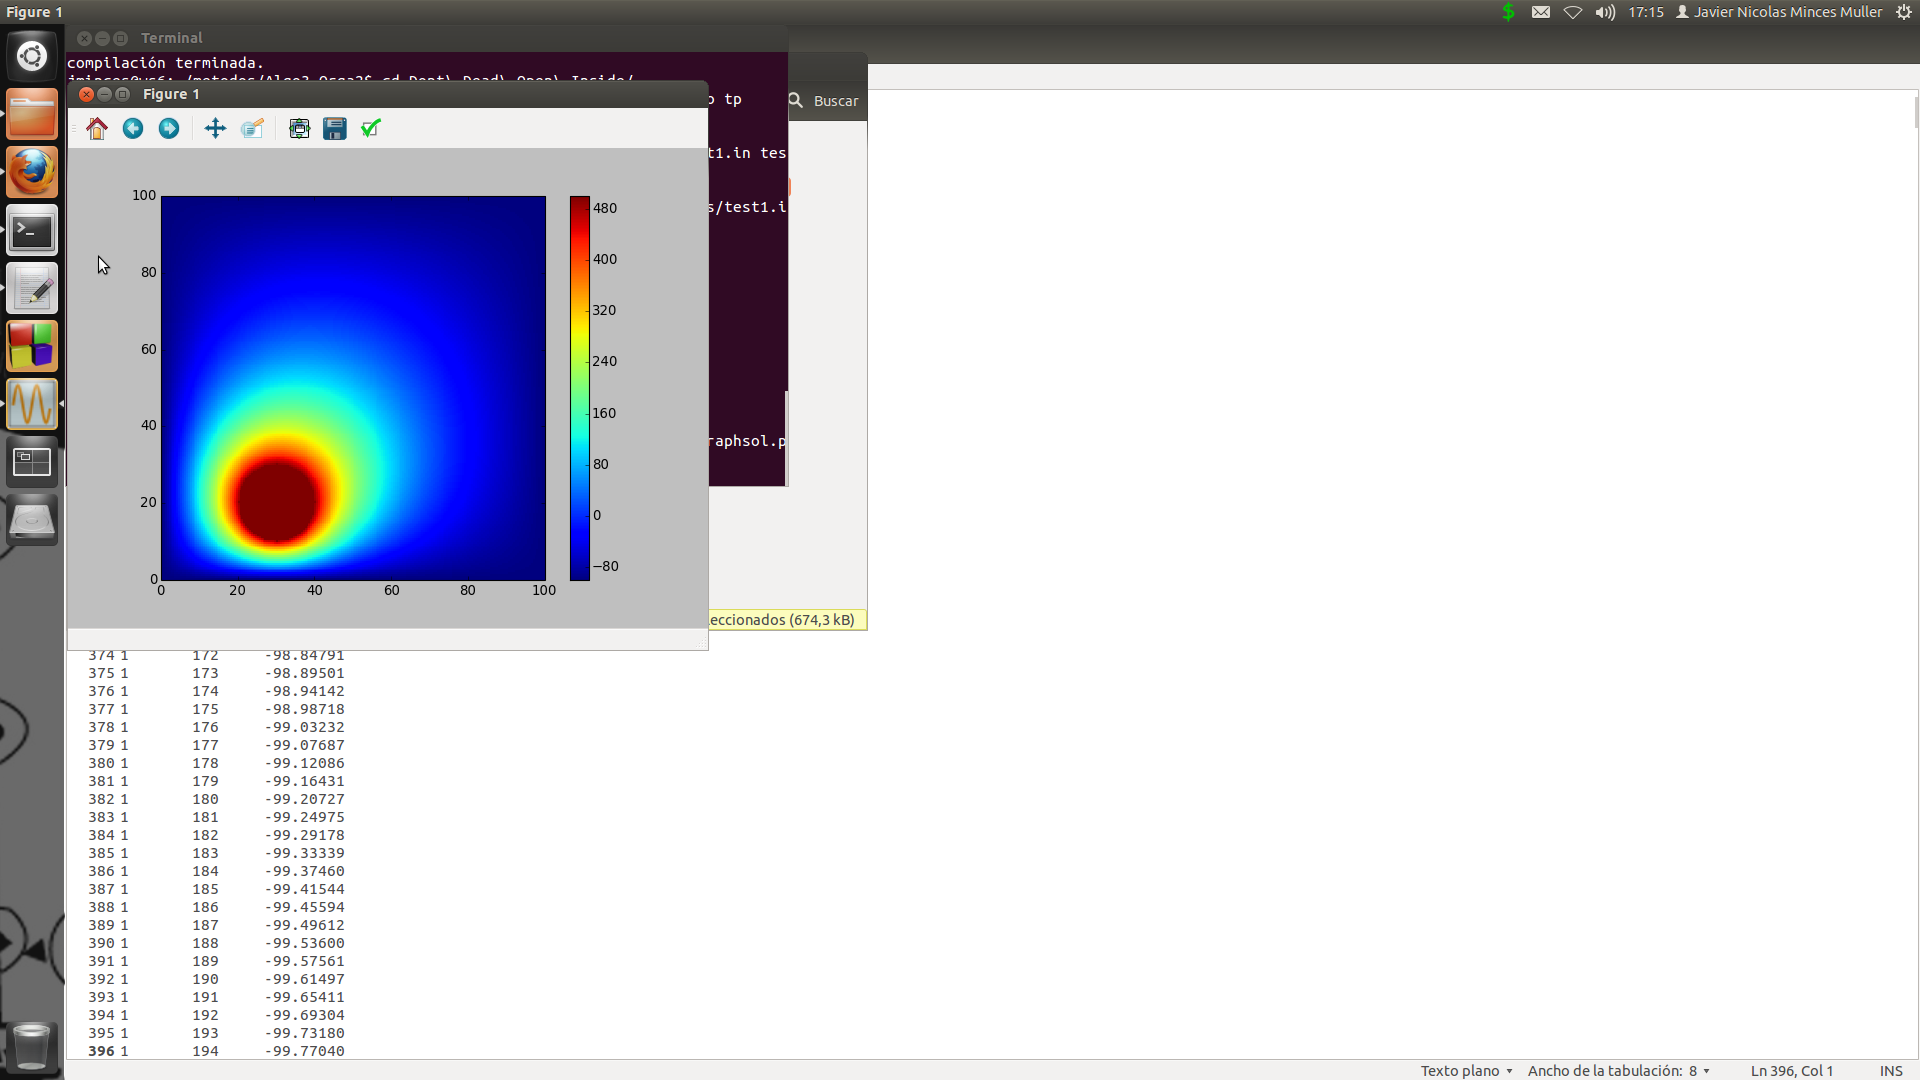 Figure 1
17:15 Javier Nicolas Minces Muller
Terminal
compilación terminada.
Figure 1
tp
Buscar
t1.in tes
s/test1.i
raphsol.p
100
80
60
40
20
0
0 20 40 60 80 100
480
400
320
240
160
80
0
−80
eccionados (674,3 kB)
374 1 172 -98.84791
375 1 173 -98.89501
376 1 174 -98.94142
377 1 175 -98.98718
378 1 176 -99.03232
379 1 177 -99.07687
380 1 178 -99.12086
381 1 179 -99.16431
382 1 180 -99.20727
383 1 181 -99.24975
384 1 182 -99.29178
385 1 183 -99.33339
386 1 184 -99.37460
387 1 185 -99.41544
388 1 186 -99.45594
389 1 187 -99.49612
390 1 188 -99.53600
391 1 189 -99.57561
392 1 190 -99.61497
393 1 191 -99.65411
394 1 192 -99.69304
395 1 193 -99.73180
396 1 194 -99.77040
Texto plano Ancho de la tabulación: 8 Ln 396, Col 1 INS